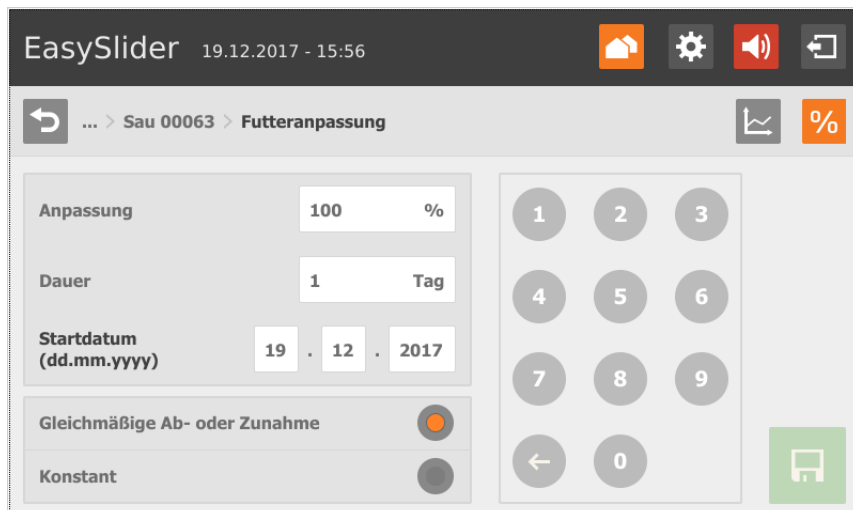 EasySlider 19.12.2017 - 15:56
... > Sau 00063 > Futteranpassung
%
Anpassung 100 %
Dauer 1 Tag
Startdatum
(dd.mm.yyyy) 19 . 12 . 2017
Gleichmäßige Ab- oder Zunahme
Konstant
1 2 3
4 5 6
7 8 9
← 0